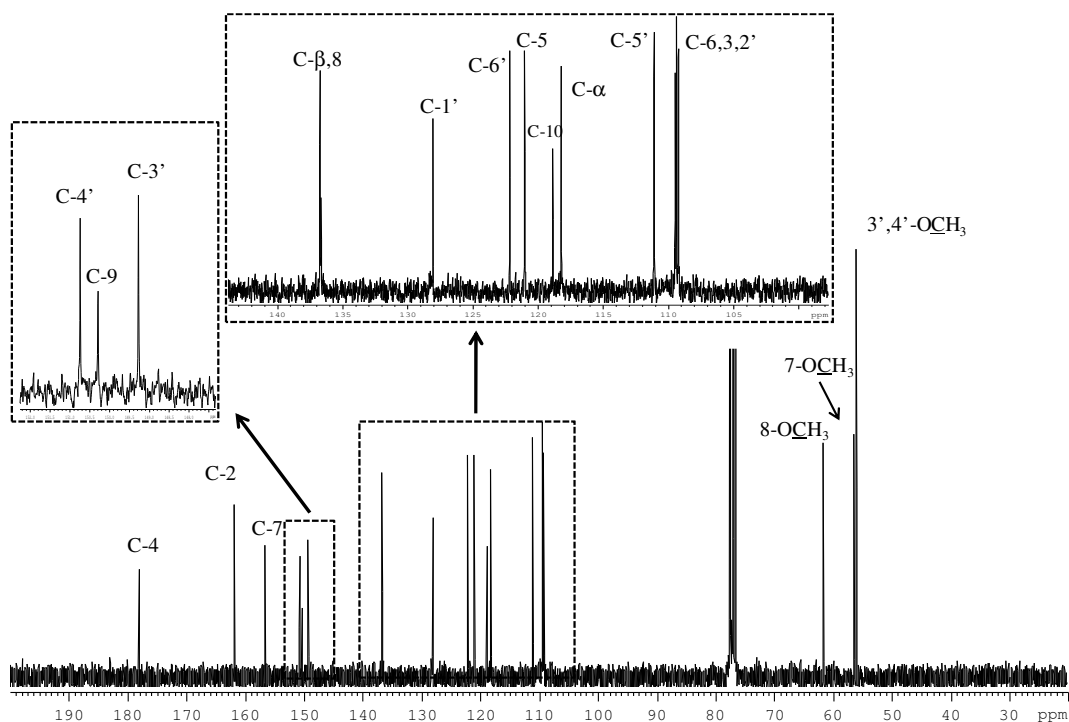 C-β,8
C-1’
C-6’
C-5
C-10
C-α
C-5’
C-6,3,2’
140 135 130 125 120 115 110 105 ppm
C-4’
C-9
C-3’
3’,4’-OCH3
7-OCH3
8-OCH3
C-4
C-2
C-7
190 180 170 160 150 140 130 120 110 100 80 70 60 50 40 30 ppm